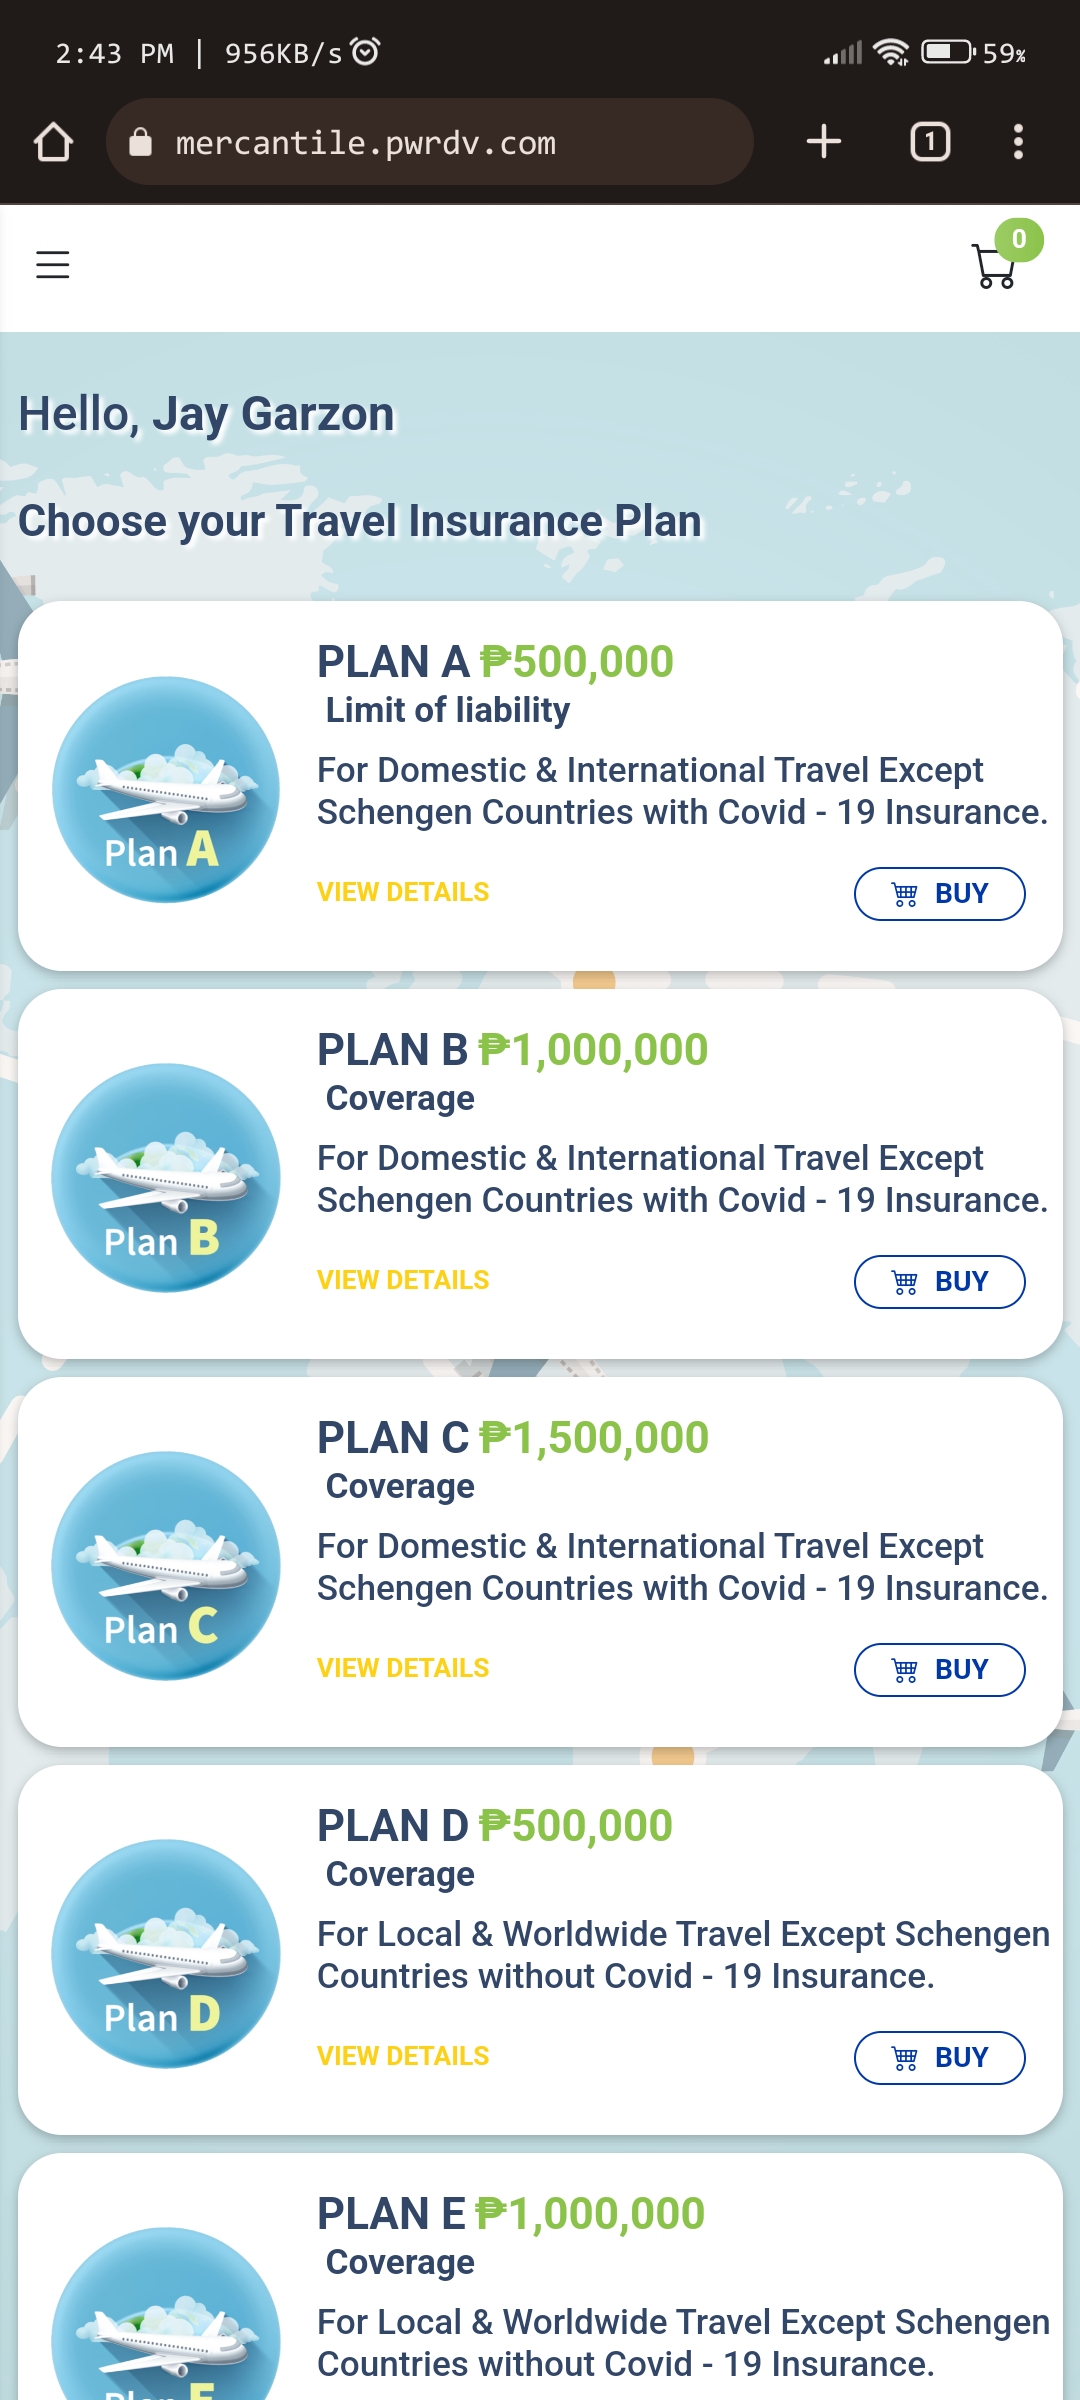 2:43 PM | 956KB/s
59%
mercantile.pwrdv.com
1
0
Hello, Jay Garzon
Choose your Travel Insurance Plan
PLAN A ₱500,000
Limit of liability
For Domestic & International Travel Except
Schengen Countries with Covid - 19 Insurance.
Plan A
VIEW DETAILS
BUY
PLAN B ₱1,000,000
Coverage
For Domestic & International Travel Except
Schengen Countries with Covid - 19 Insurance.
Plan B
VIEW DETAILS
BUY
PLAN C ₱1,500,000
Coverage
For Domestic & International Travel Except
Schengen Countries with Covid - 19 Insurance.
Plan C
VIEW DETAILS
BUY
PLAN D ₱500,000
Coverage
For Local & Worldwide Travel Except Schengen
Countries without Covid - 19 Insurance.
Plan D
VIEW DETAILS
BUY
PLAN E ₱1,000,000
Coverage
For Local & Worldwide Travel Except Schengen
Countries without Covid - 19 Insurance.
Plan E